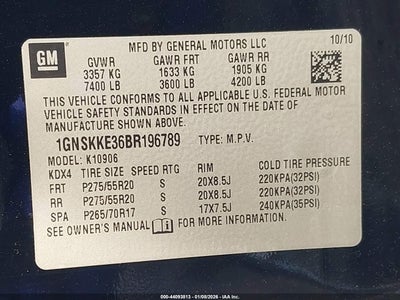 GM
MFD BY GENERAL MOTORS LLC 10/10
GVWR GAWR FRT GAWR RR
3357 KG 1633 KG 1905 KG
7400 LB 3600 LB 4200 LB
THIS VEHICLE CONFORMS TO ALL APPLICABLE U.S. FEDERAL MOTOR
VEHICLE SAFETY STANDARDS IN EFFECT ON THE DATE OF
MANUFACTURE SHOWN ABOVE.
1GNSKKE36BR196789 TYPE: M.P.V.
MODEL: K10906
KDX4 TIRE SIZE SPEED RTG RIM COLD TIRE PRESSURE
FRT P275/55R20 S 20X8.5J 220KPA(32PSI)
RR P275/55R20 S 20X8.5J 220KPA(32PSI)
SPA P265/70R17 S 17X7.5J 240KPA(35PSI)
SEE OWNER'S MANUAL FOR MORE INFORMATION.
000-44093813 - 01/08/2026 - IAA Inc.